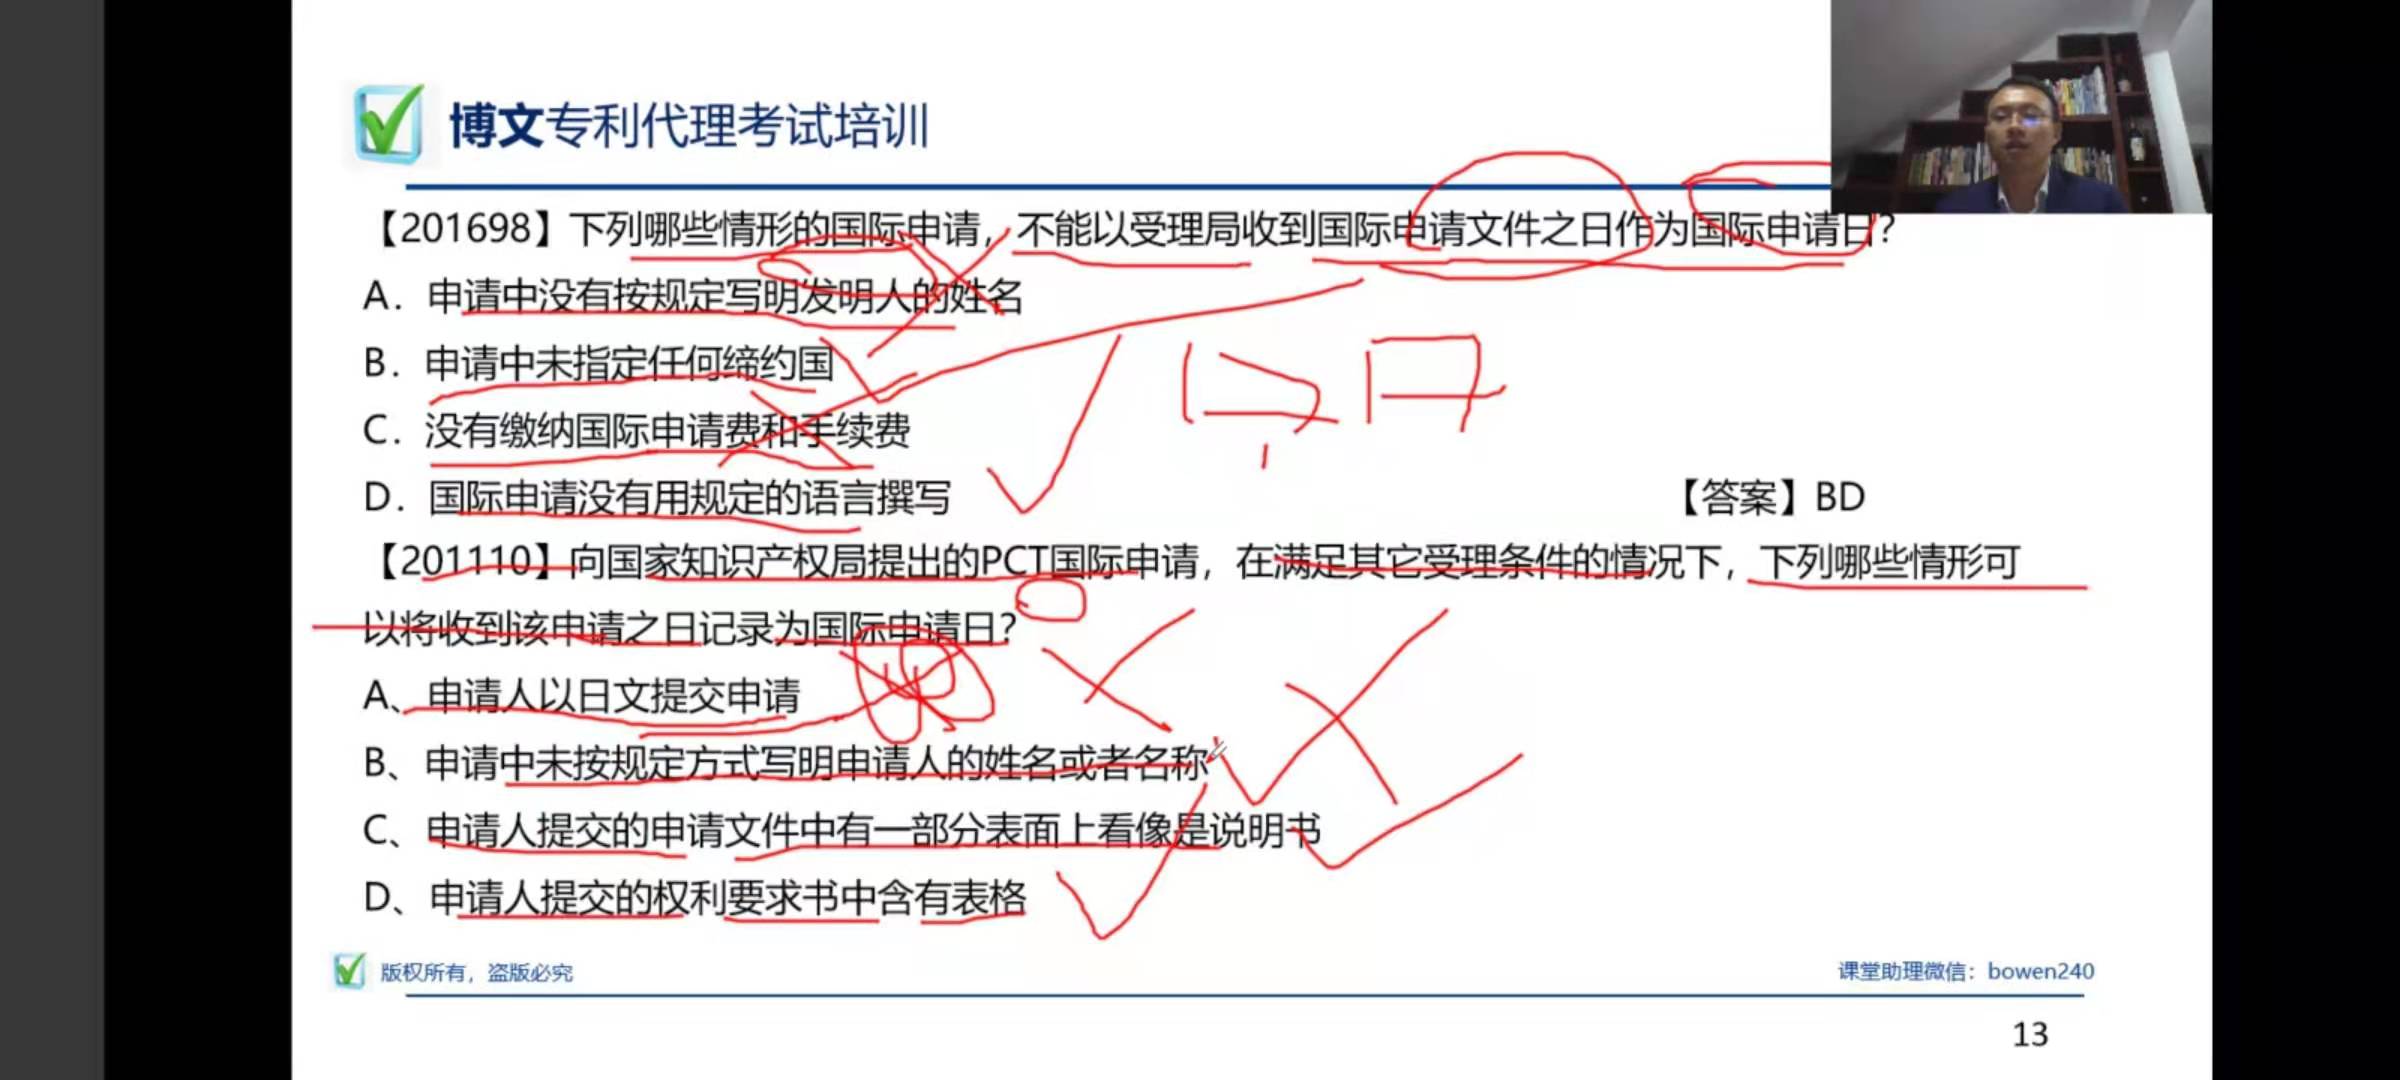 博文专利代理考试培训
【201698】下列哪些情形的国际申请，不能以受理局收到国际申请文件之日作为国际申请日？
A．申请中没有按规定写明发明人的姓名
B．申请中未指定任何缔约国
C．没有缴纳国际申请费和手续费
D．国际申请没有用规定的语言撰写
【答案】BD
【201110】向国家知识产权局提出的PCT国际申请，在满足其它受理条件的情况下，下列哪些情形可
以将收到该申请之日记录为国际申请日？
A、申请人以日文提交申请
B、申请中未按规定方式写明申请人的姓名或者名称
C、申请人提交的申请文件中有一部分表面上看像是说明书
D、申请人提交的权利要求书中含有表格
版权所有，盗版必究
课堂助理微信：bowen240
13